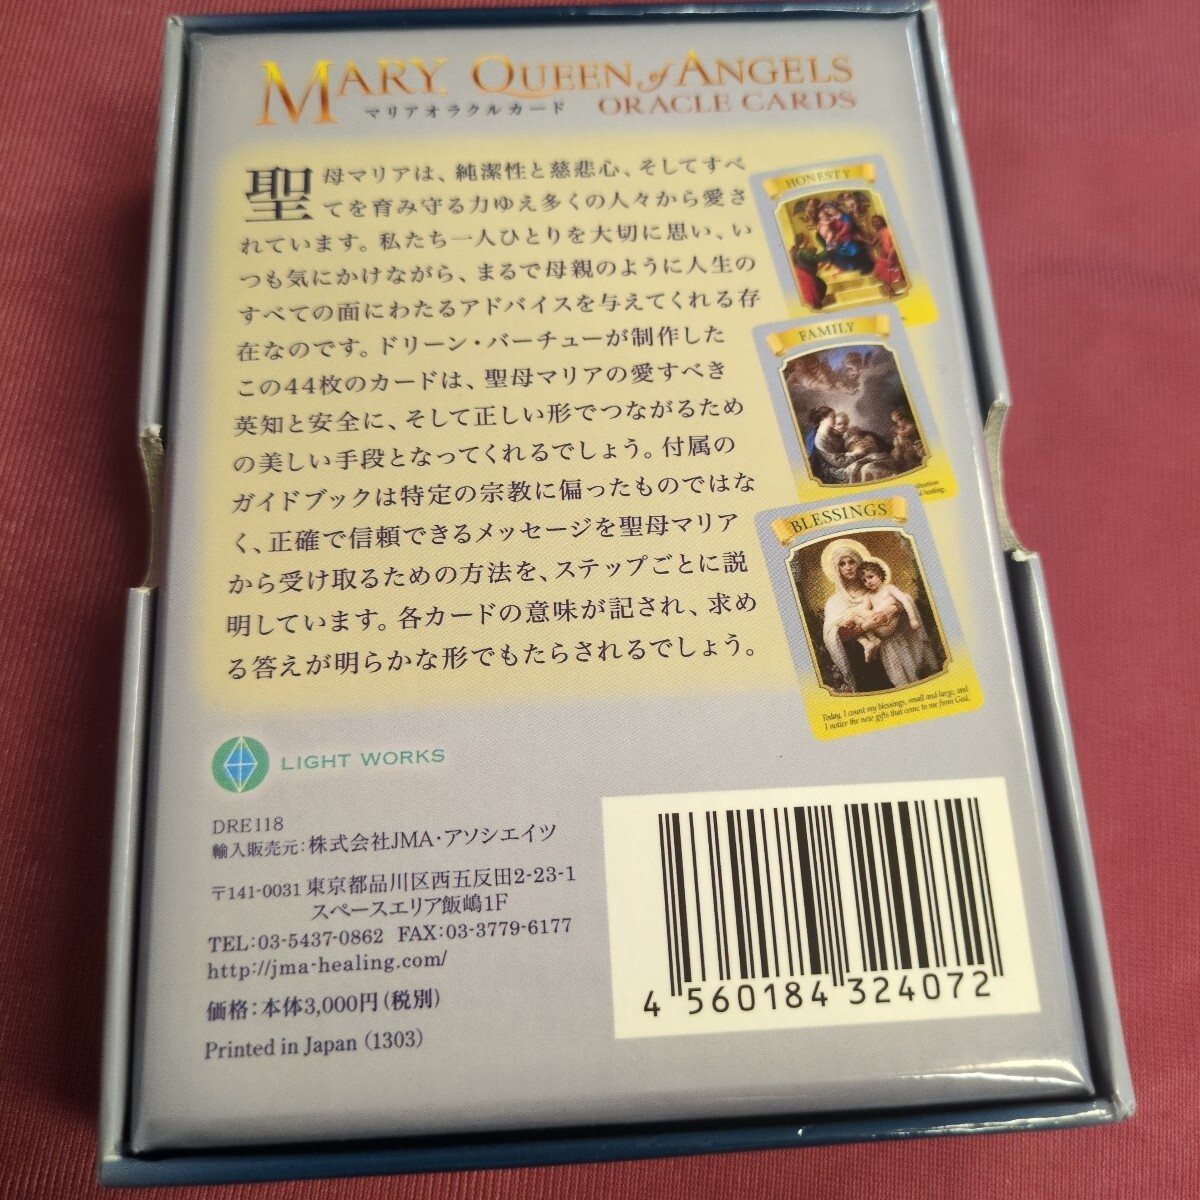 MARY, QUEEN of ANGELS
マリアオラクルカード ORACLE CARDS
聖母マリアは、純潔性と慈悲心、そしてすべ
てを育み守る力ゆえ多くの人々から愛さ
れています。私たち一人ひとりを大切に思い、い
つも気にかけながら、まるで母親のように人生の
すべての面にわたるアドバイスを与えてくれる存
在なのです。ドリーン・バーチューが制作した
この44枚のカードは、聖母マリアの愛すべき
英知と安全に、そして正しい形でつながるため
の美しい手段となってくれるでしょう。付属の
ガイドブックは特定の宗教に偏ったものではな
く、正確で信頼できるメッセージを聖母マリア
から受け取るための方法を、ステップごとに説
明しています。各カードの意味が記され、求め
る答えが明らかな形でもたらされるでしょう。
HONESTY
FAMILY
healing.
BLESSINGS
Today, I count my blessings, small and large, and
I notice the new gifts that come to me from God.
LIGHT WORKS
DRE118
輸入販売元：株式会社JMA・アソシエイツ
〒141-0031 東京都品川区西五反田2-23-1
スペースエリア飯嶋1F
TEL:03-5437-0862 FAX:03-3779-6177
http://jma-healing.com/
価格：本体3,000円（税別）
Printed in Japan (1303)
4 560184 324072